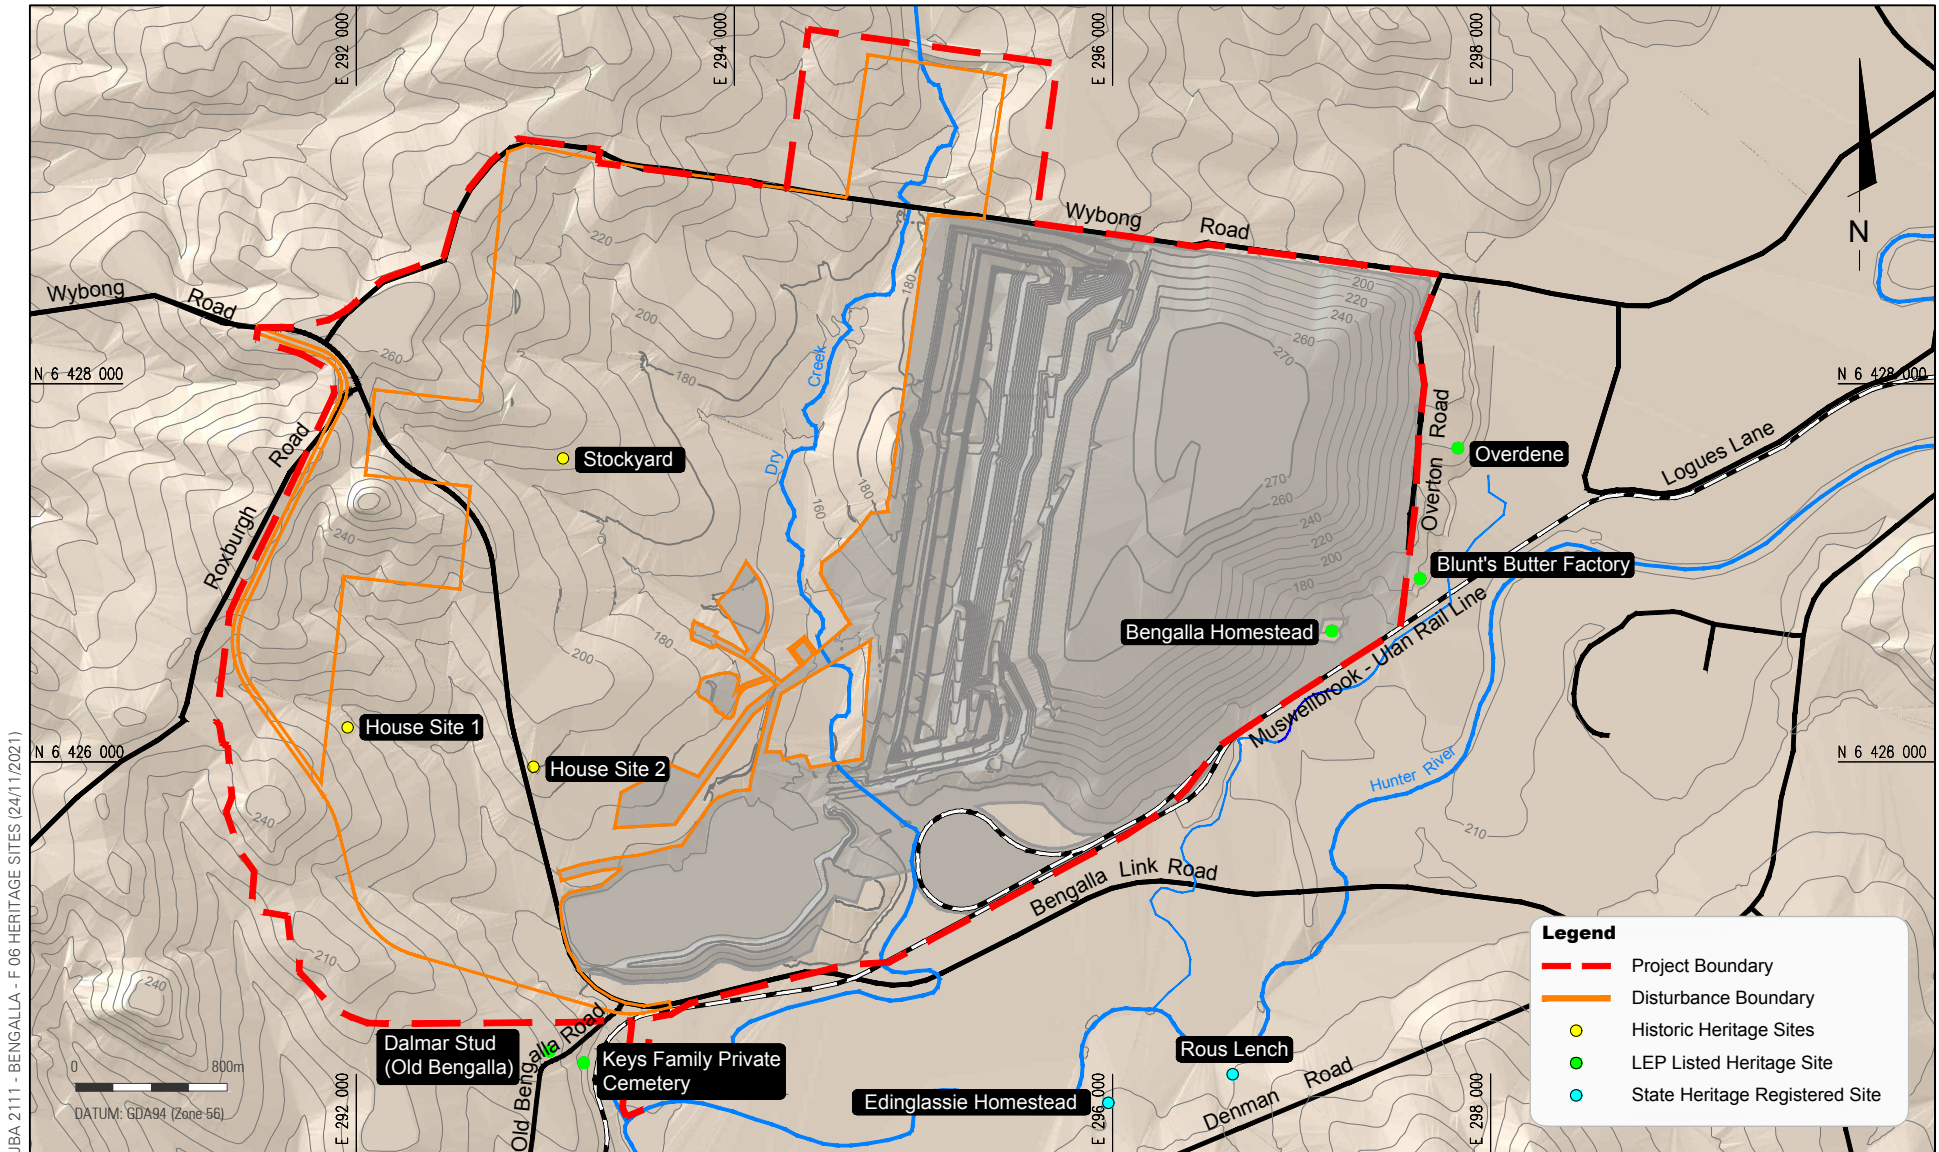 E 292 000
E 294 000
E 296 000
E 298 000
N
Wybong
Road
Wybong
Road
220
200
180
180
200
220
240
260
270
260
N 6 428 000
N 6 428 000
Creek
Dry
Stockyard
Overdene
Overton Road
Logues Lane
Roxburgh
Road
240
180
160
270
260
240
220
200
180
Blunt's Butter Factory
Bengalla Homestead
Muswellbrook - Ulan Rail Line
180
200
House Site 1
House Site 2
N 6 426 000
N 6 426 000
Hunter River
210
240
Bengalla Link Road
210
240
Legend
Project Boundary
Disturbance Boundary
Historic Heritage Sites
LEP Listed Heritage Site
State Heritage Registered Site
Dalmar Stud
(Old Bengalla)
Old Bengalla Road
Keys Family Private
Cemetery
Rous Lench
Edinglassie Homestead
Denman Road
0 800m
DATUM: GDA94 (Zone 56)
E 292 000
E 296 000
E 298 000
UBA 2111 - BENGALLA - F 06 HERITAGE SITES (24/11/2021)